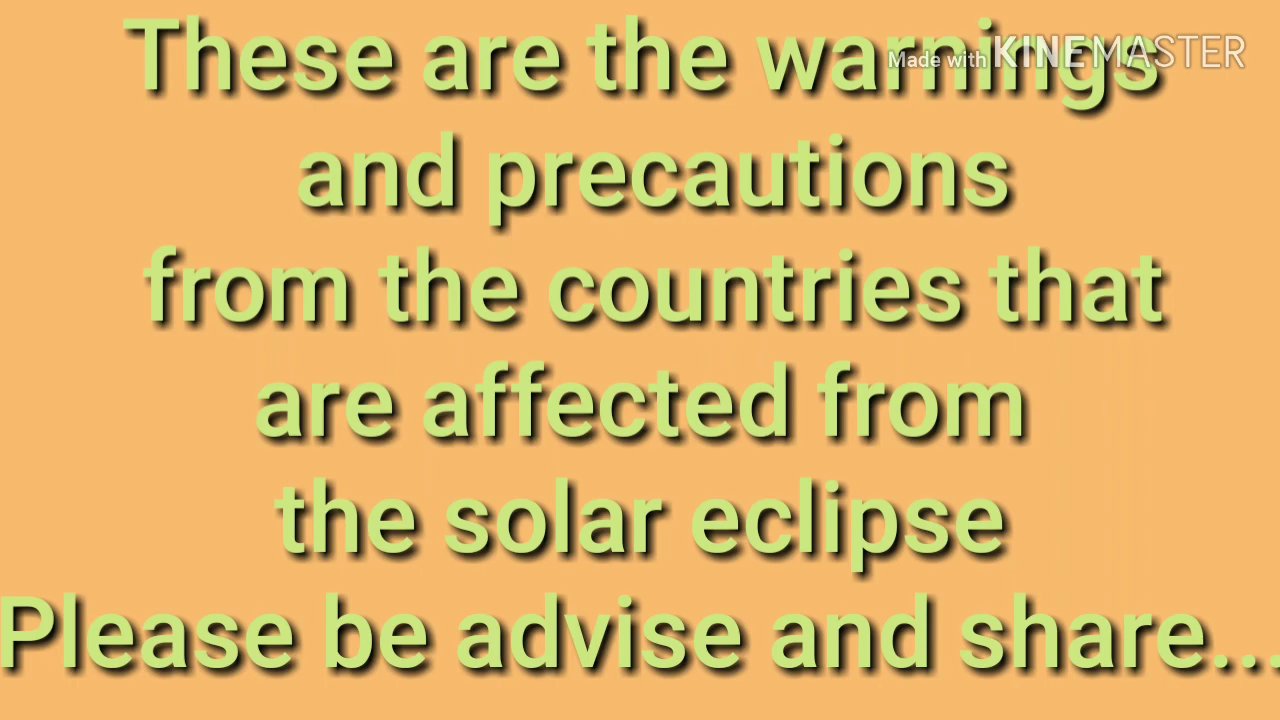 These are the warnings
Made with KINEMASTER
and precautions
from the countries that
are affected from
the solar eclipse
Please be advise and share...